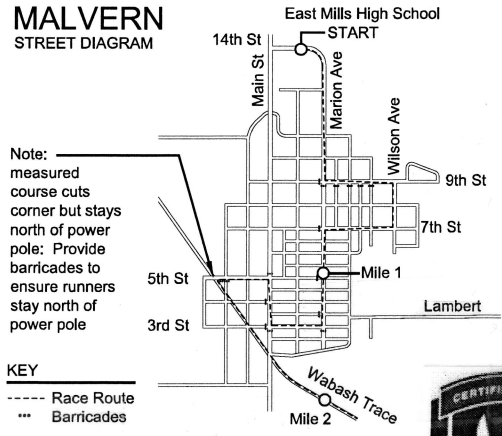 MALVERN
STREET DIAGRAM
East Mills High School
START
14th St
Main St
Marion Ave
Wilson Ave
9th St
7th St
Note:
measured
course cuts
corner but stays
north of power
pole: Provide
barricades to
ensure runners
stay north of
power pole
Mile 1
5th St
Lambert
3rd St
KEY
Race Route
Barricades
Wabash Trace
Mile 2